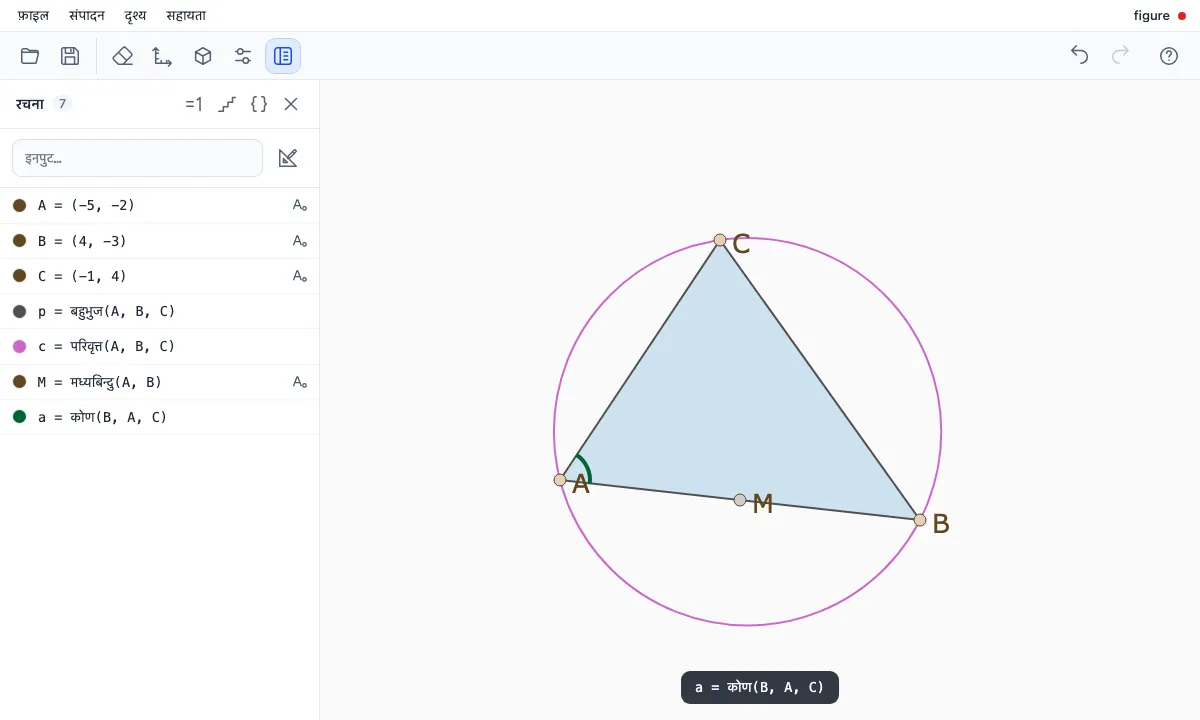 फ़ाइल संपादन दृश्य सहायता figure
रचना 7 =1 {}
इनपुट…
A = (−5, −2)
B = (4, −3)
C = (−1, 4)
p = बहुभुज(A, B, C)
c = परिवृत्त(A, B, C)
M = मध्यबिन्दु(A, B)
a = कोण(B, A, C)
C
A
M
B
a = कोण(B, A, C)